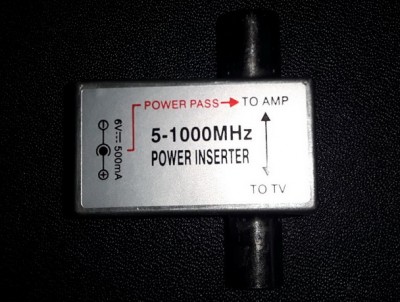 POWER PASS TO AMP
5-1000MHz
POWER INSERTER
TO TV
6V⎓500mA